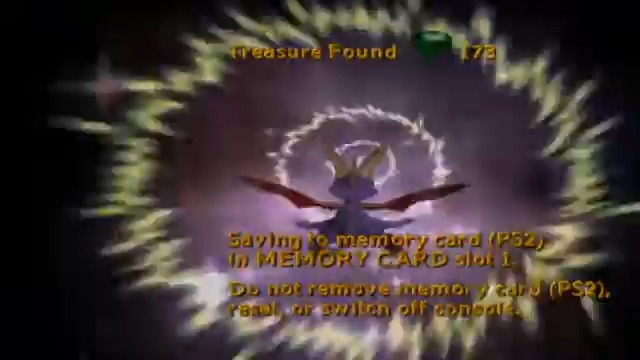 Treasure Found 173
Saving to memory card (PS2)
in MEMORY CARD slot 1.
Do not remove memory card (PS2),
reset, or switch off console.